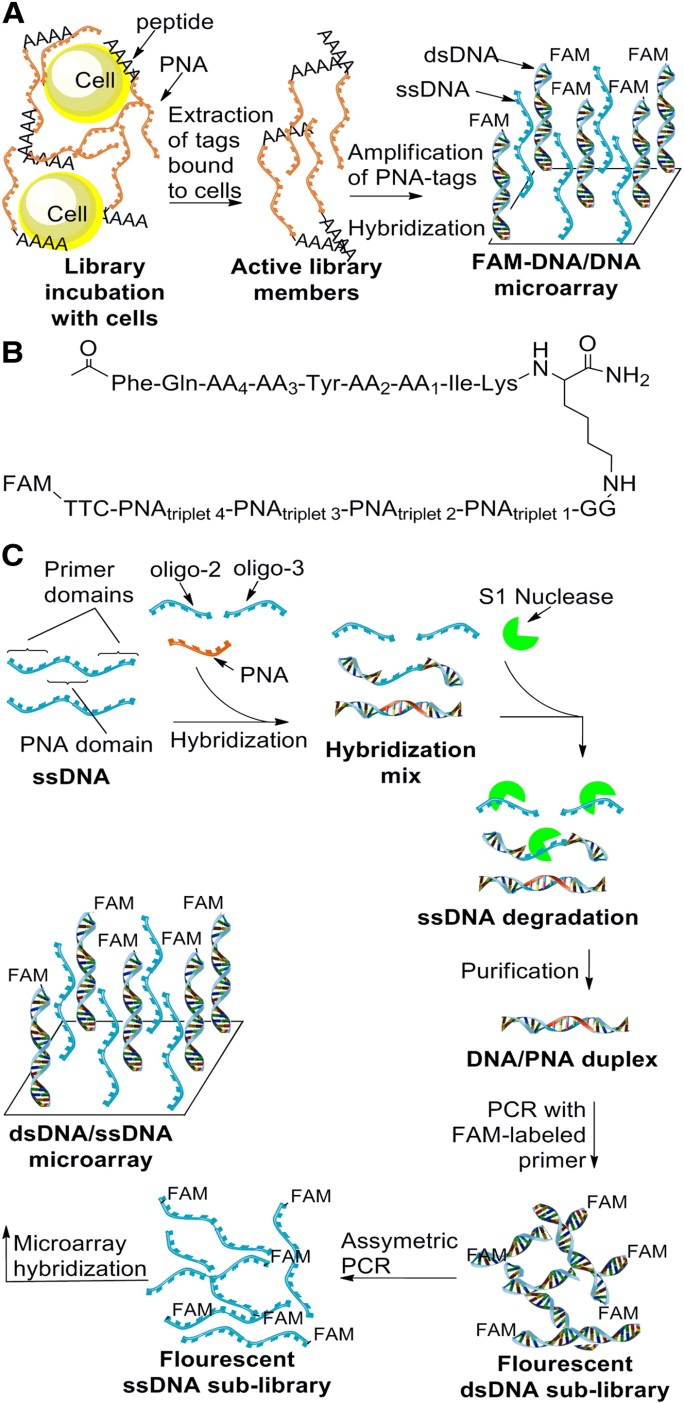 A
AAAA
peptide
AAAA
PNA
Cell
AAAA
AAAA
Cell
AAAA
AAAA
Extraction
of tags
bound
to cells
AAAA
AAAA
AAAA
AAAA
AAAA
dsDNA
ssDNA
FAM
FAM
FAM
FAM
FAM
Amplification
of PNA-tags
Hybridization
Library
incubation
with cells
Active library
members
FAM-DNA/DNA
microarray
B
O
H
N
O
NH2
Phe-Gln-AA4-AA3-Tyr-AA2-AA1-Ile-Lys
FAM
NH
TTC-PNAtriplet 4-PNAtriplet 3-PNAtriplet 2-PNAtriplet 1-GG
C
Primer
domains
oligo-2
oligo-3
PNA
S1 Nuclease
PNA domain
ssDNA
Hybridization
Hybridization
mix
ssDNA degradation
Purification
DNA/PNA duplex
PCR with
FAM-labeled
primer
FAM
FAM
FAM
FAM
FAM
dsDNA/ssDNA
microarray
Microarray
hybridization
FAM
FAM
FAM
FAM
FAM
FAM
Flourescent
ssDNA sub-library
Assymetric
PCR
FAM
FAM
FAM
FAM
FAM
Flourescent
dsDNA sub-library